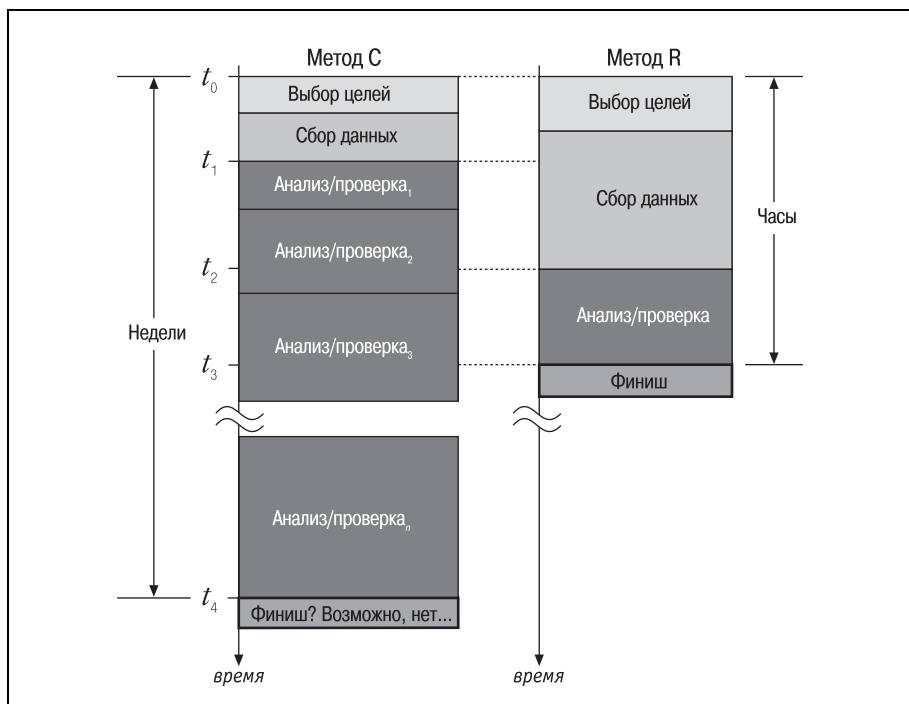 Метод C
Метод R
t₀
Выбор целей
Выбор целей
Сбор данных
t₁
Анализ/проверка₁
Сбор данных
Часы
Анализ/проверка₂
t₂
Недели
Анализ/проверка₃
Анализ/проверка
t₃
Финиш
Анализ/проверкаₙ
t₄
Финиш? Возможно, нет...
время
время